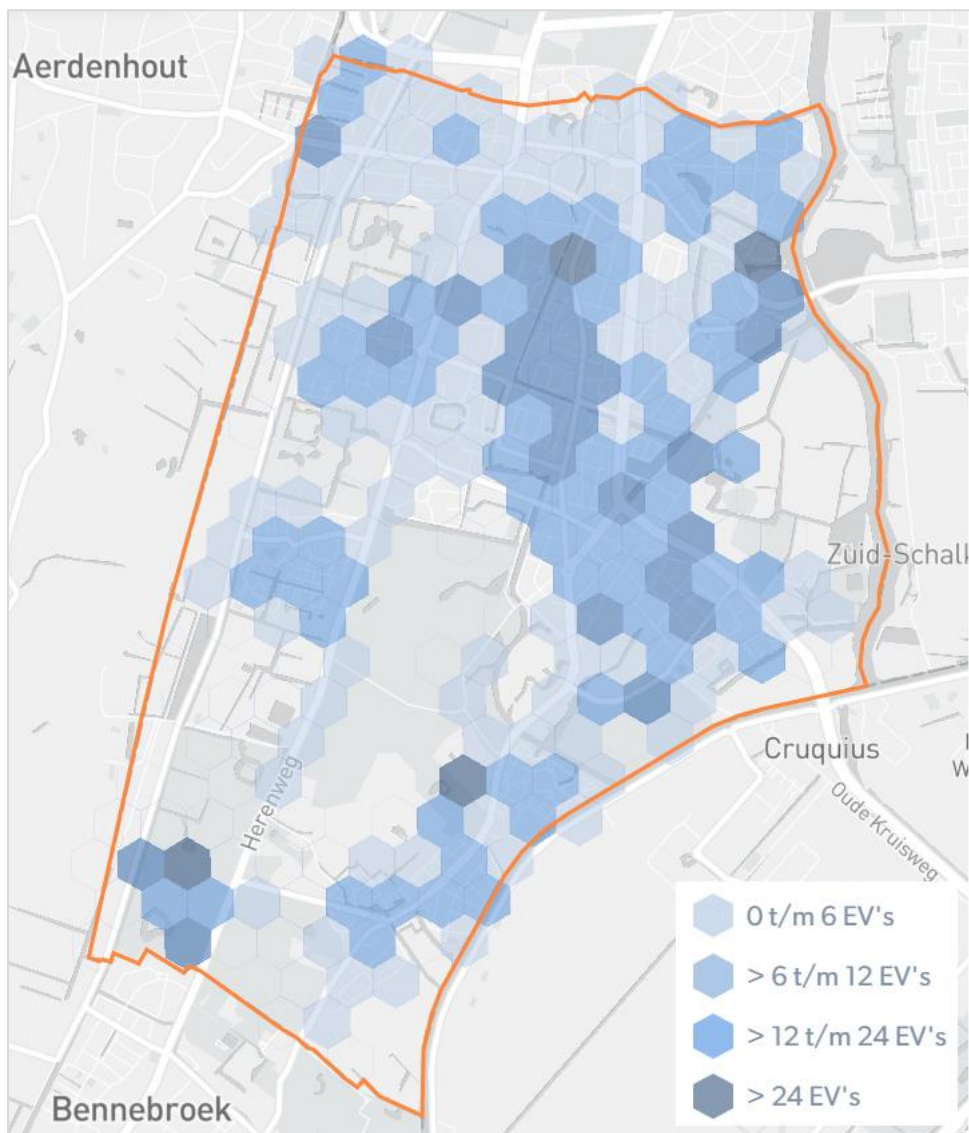 Aerdenhout
Zuid-Schalk
Herenweg
Cruquius
Oude Kruisweg
0 t/m 6 EV's
> 6 t/m 12 EV's
> 12 t/m 24 EV's
> 24 EV's
Bennebroek